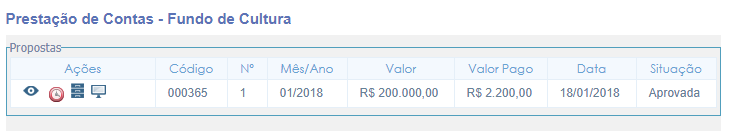 Prestação de Contas - Fundo de Cultura
Propostas
Ações Código Nº Mês/Ano Valor Valor Pago Data Situação
000365 1 01/2018 R$ 200.000,00 R$ 2.200,00 18/01/2018 Aprovada